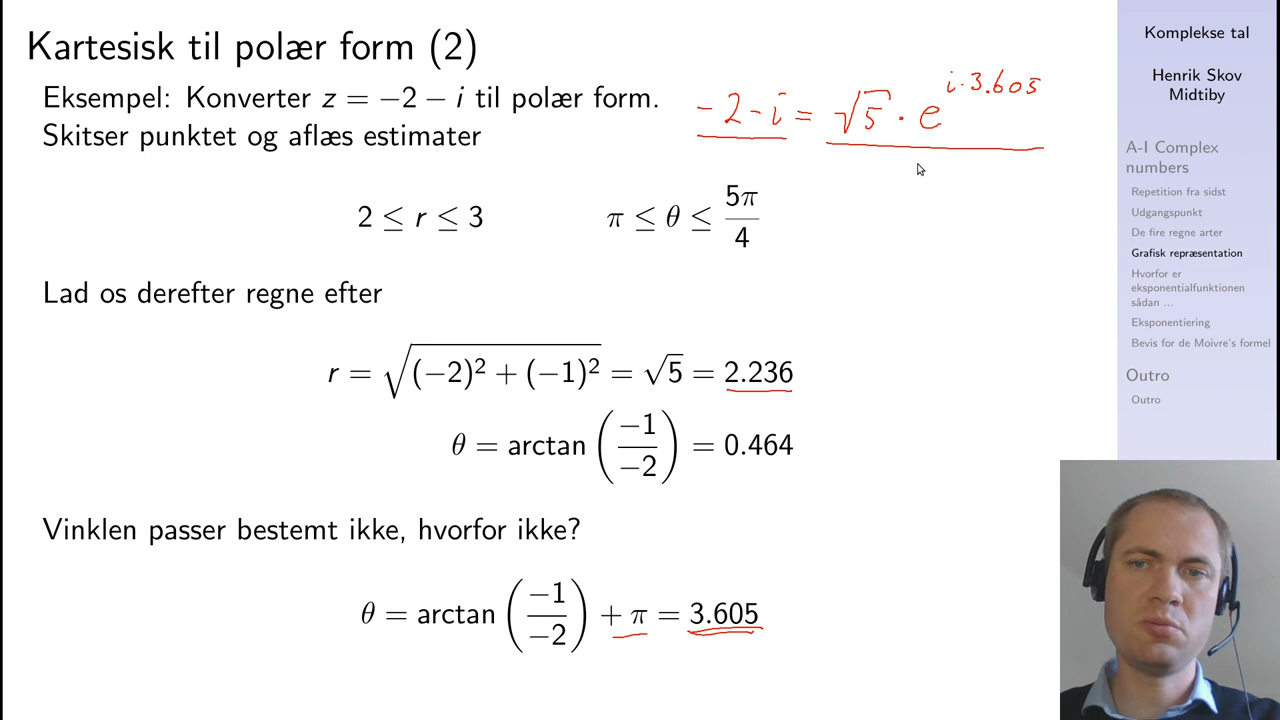 Kartesisk til polær form (2)
Eksempel: Konverter z = −2 − i til polær form.
Skitser punktet og aflæs estimater
-2-i = √5 · e^{i·3.605}
2 ≤ r ≤ 3 π ≤ θ ≤ 5π/4
Lad os derefter regne efter
r = √((−2)² + (−1)²) = √5 = 2.236
θ = arctan(−1/−2) = 0.464
Vinklen passer bestemt ikke, hvorfor ikke?
θ = arctan(−1/−2) + π = 3.605
Komplekse tal
Henrik Skov
Midtiby
A-I Complex
numbers
Repetition fra sidst
Udgangspunkt
De fire regne arter
Grafisk repræsentation
Hvorfor er
eksponentialfunktionen
sådan ...
Eksponentiering
Bevis for de Moivre's formel
Outro
Outro